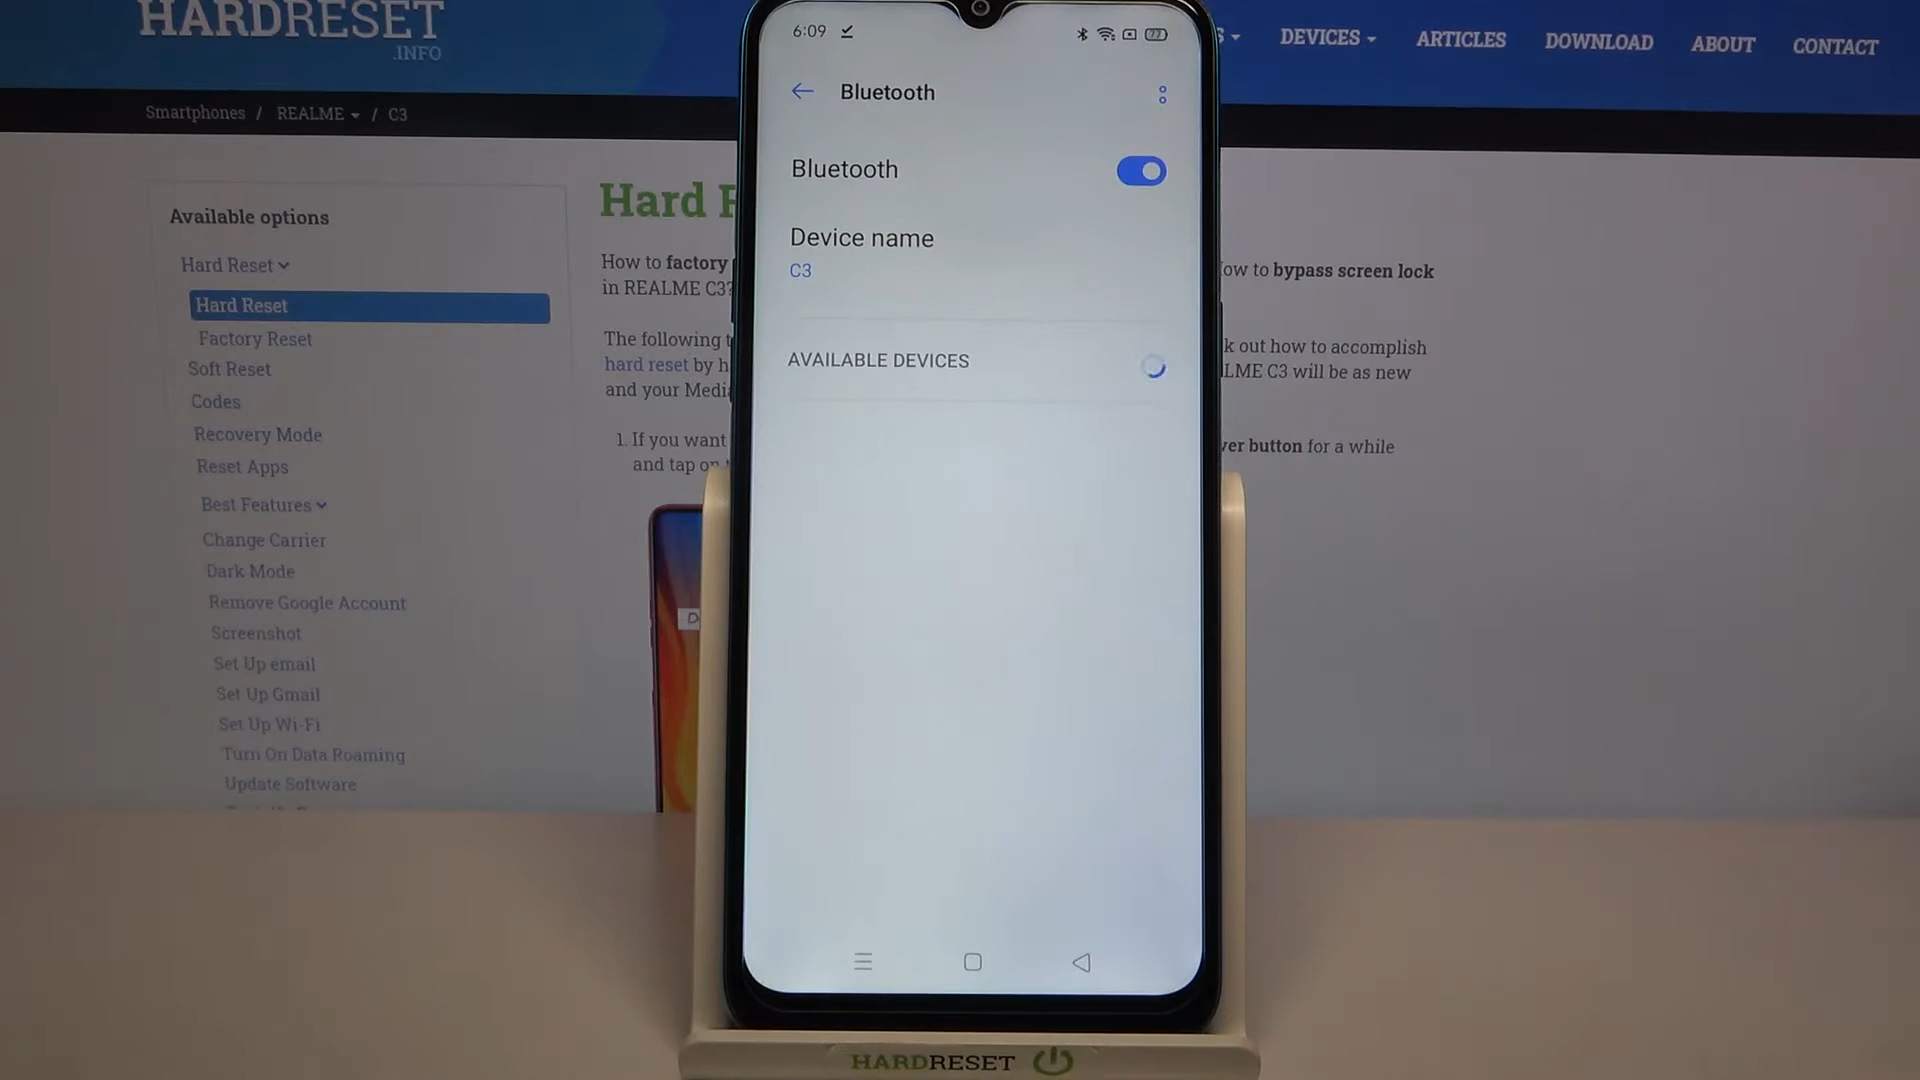 HARDRESET
.INFO
DEVICES
ARTICLES
DOWNLOAD
ABOUT
CONTACT
Smartphones / REALME / C3
Available options
Hard Reset
Hard Reset
Factory Reset
Soft Reset
Codes
Recovery Mode
Reset Apps
Best Features
Change Carrier
Dark Mode
Remove Google Account
Screenshot
Set Up email
Set Up Gmail
Set Up Wi-Fi
Turn On Data Roaming
Update Software
Hard
How to factory
in REALME C3?
The following
hard reset by
and your
1. If you want
and tap on
to bypass screen lock
out how to accomplish
C3 will be as new
button for a while
6:09
77
Bluetooth
Bluetooth
Device name
C3
AVAILABLE DEVICES
HARDRESET